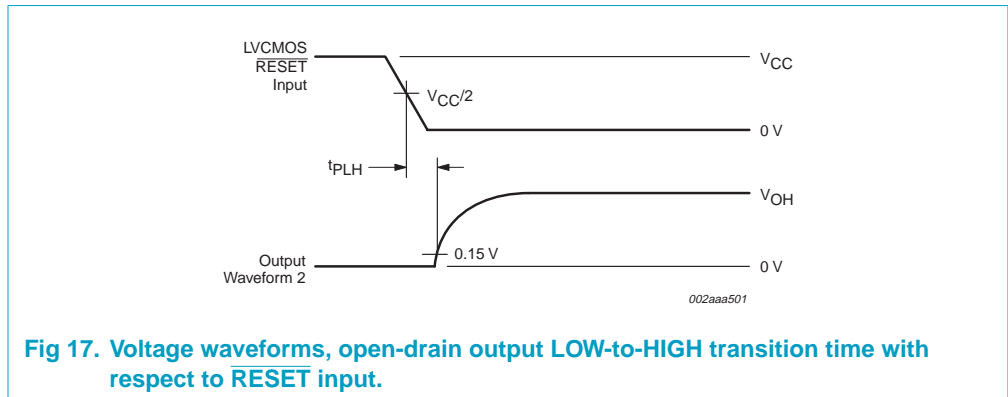 LVCMOS
RESET
Input
VCC
VCC/2
0 V
tPLH
VOH
0.15 V
Output
Waveform 2
0 V
002aaa501
Fig 17. Voltage waveforms, open-drain output LOW-to-HIGH transition time with
respect to RESET input.